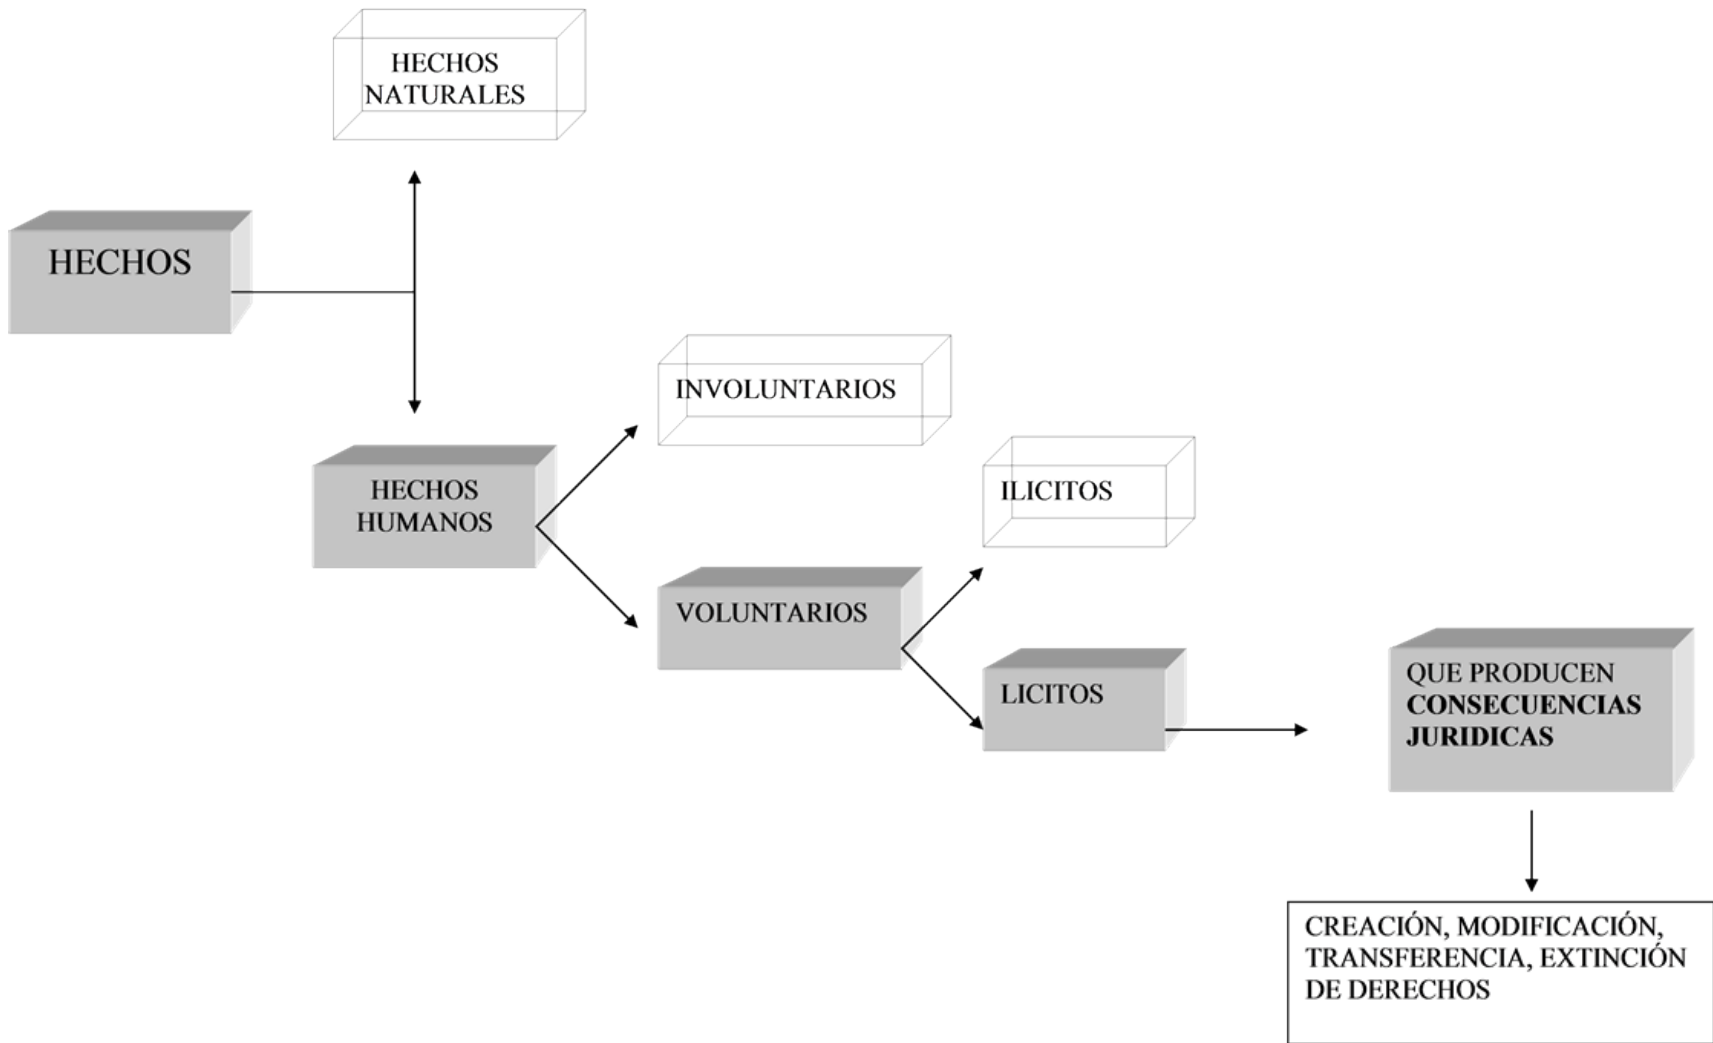 HECHOS
NATURALES
HECHOS
INVOLUNTARIOS
HECHOS
HUMANOS
ILICITOS
VOLUNTARIOS
LICITOS
QUE PRODUCEN
CONSECUENCIAS
JURIDICAS
CREACIÓN, MODIFICACIÓN,
TRANSFERENCIA, EXTINCIÓN
DE DERECHOS